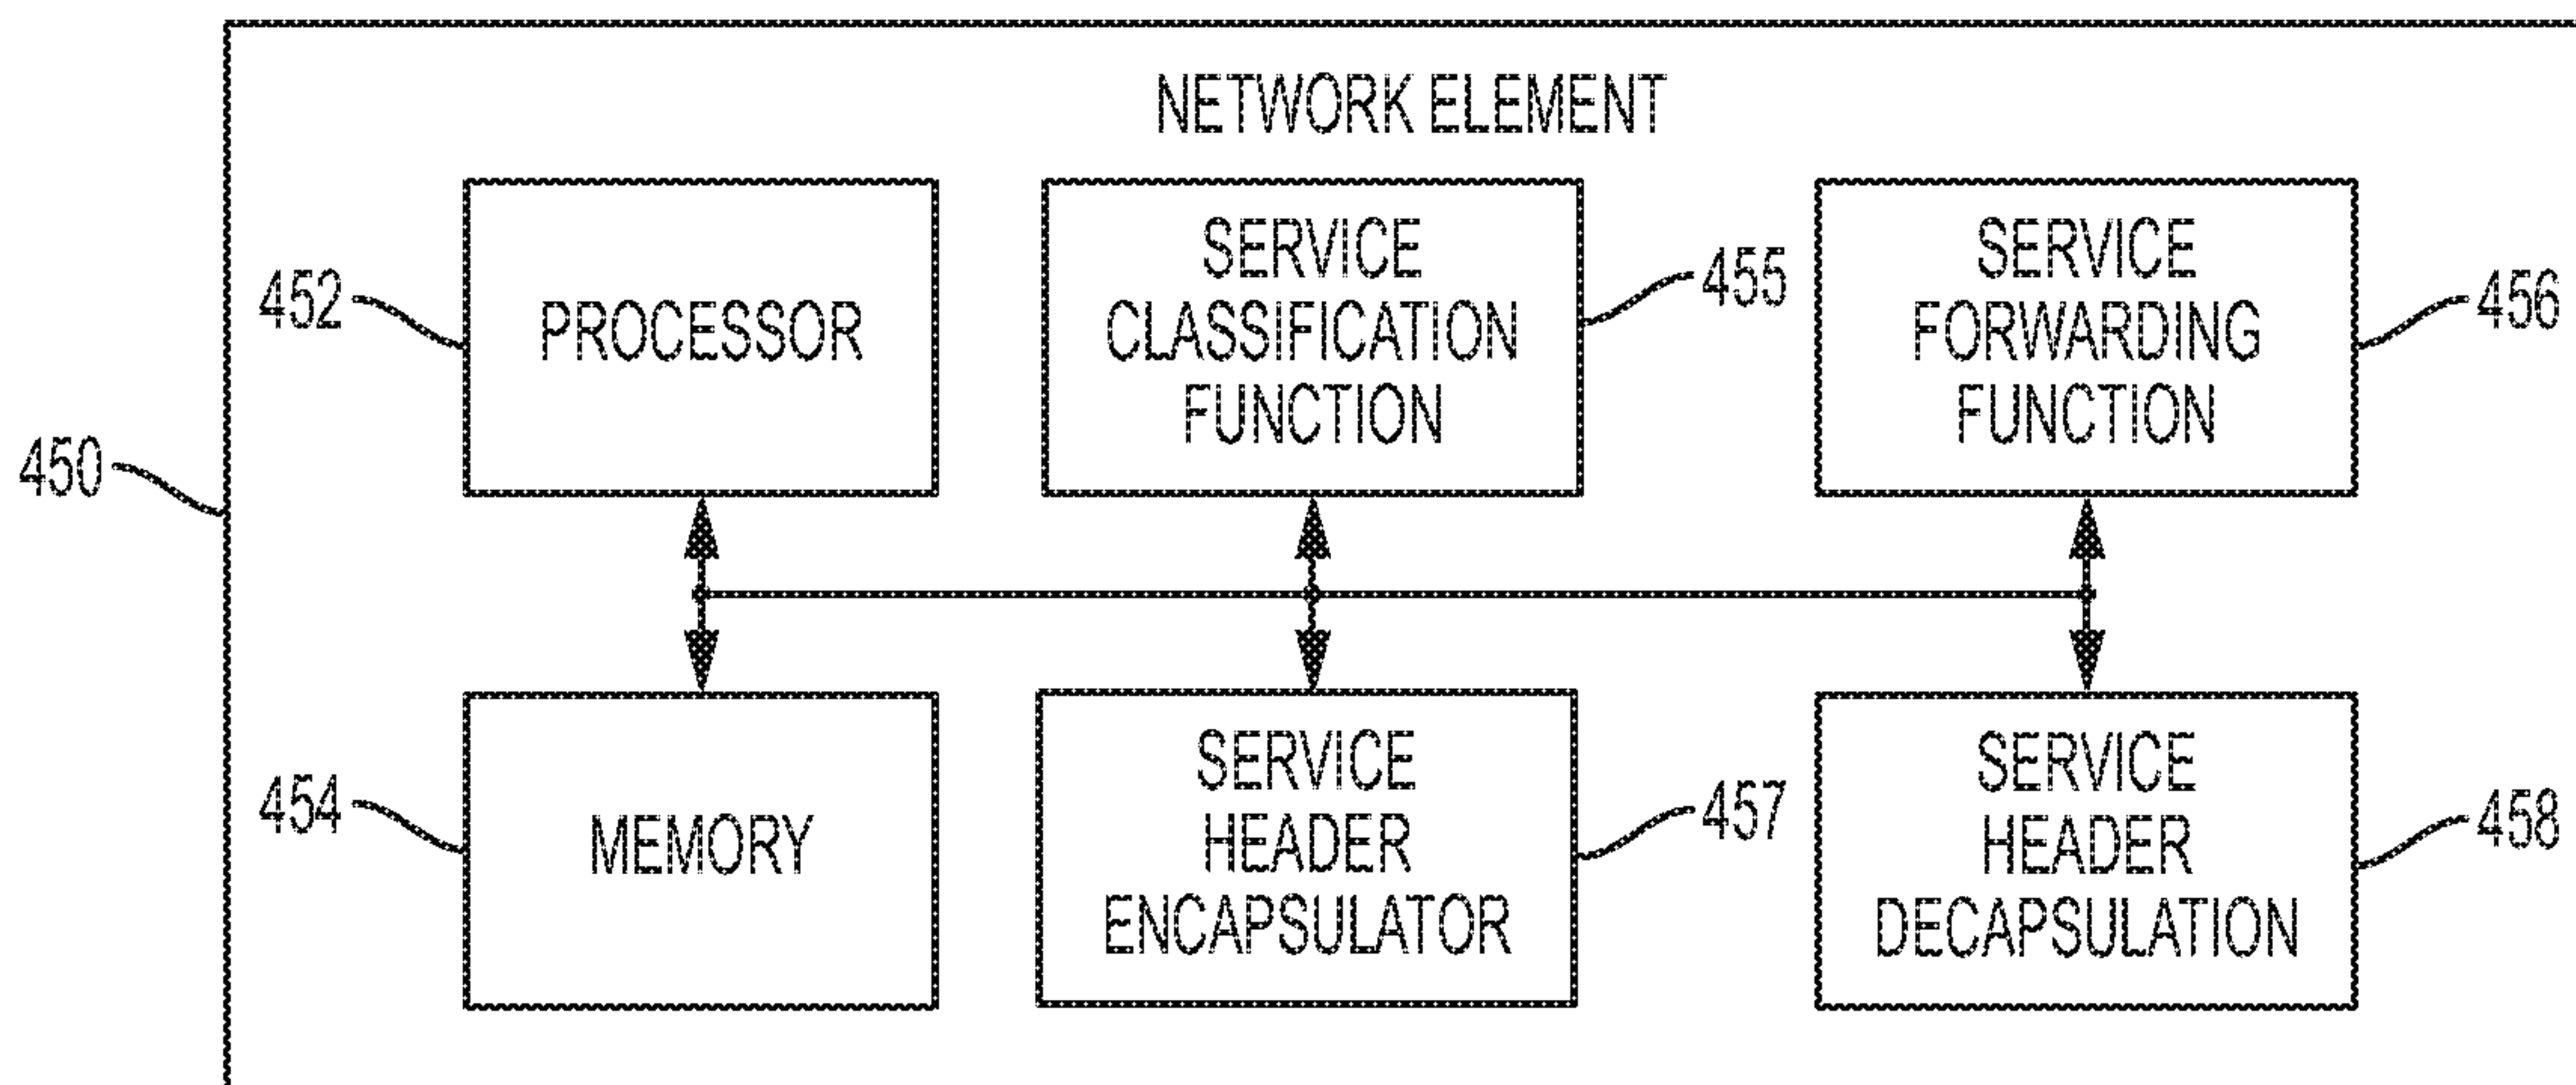 NETWORK ELEMENT
452
PROCESSOR
SERVICE
CLASSIFICATION
FUNCTION
455
SERVICE
FORWARDING
FUNCTION
456
450
454
MEMORY
SERVICE
HEADER
ENCAPSULATOR
457
SERVICE
HEADER
DECAPSULATION
458